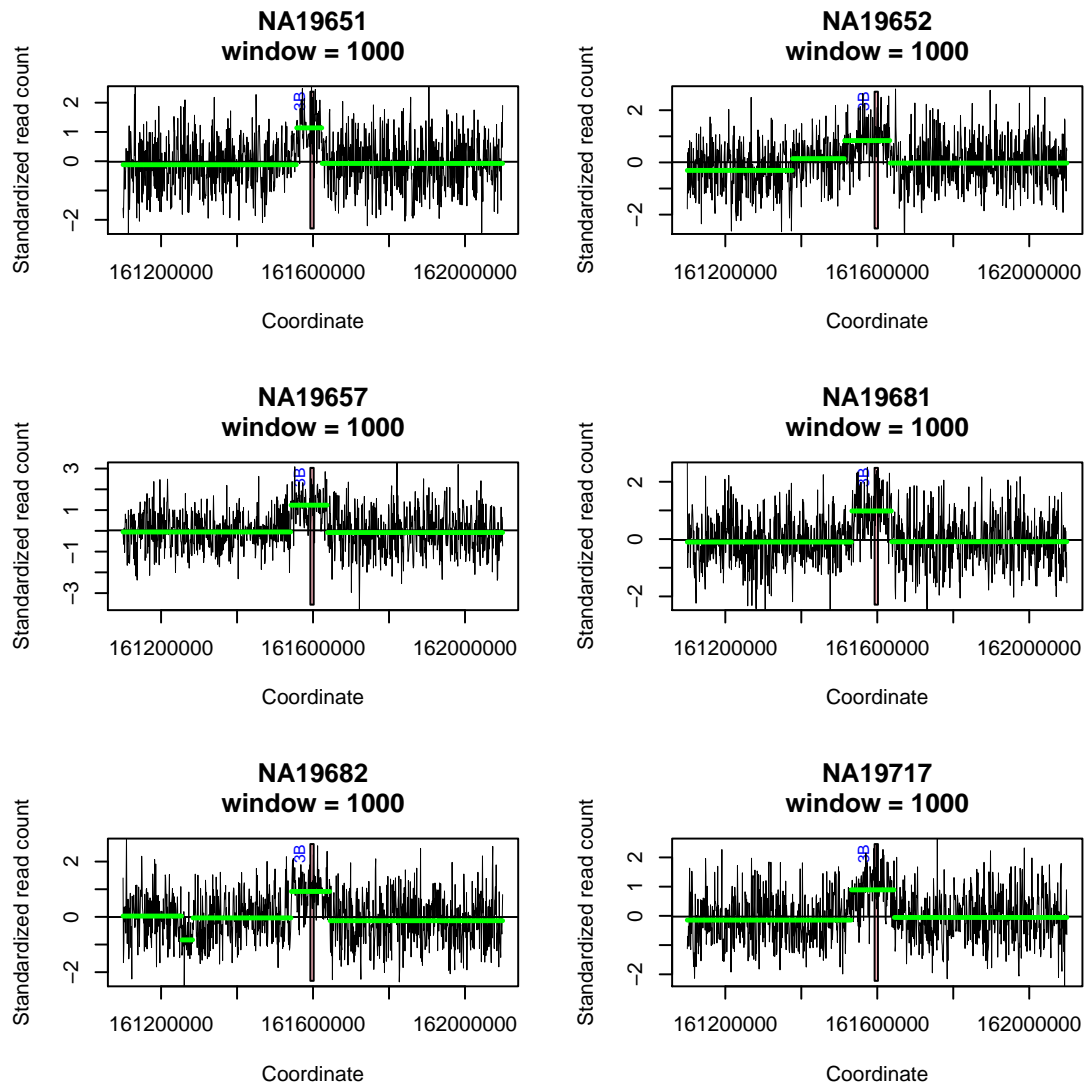 NA19651
window = 1000
Standardized read count
2
1
0
−2
3B
161200000
161600000
162000000
Coordinate
NA19652
window = 1000
Standardized read count
2
0
−2
3B
161200000
161600000
162000000
Coordinate
NA19657
window = 1000
Standardized read count
3
1
−1
−3
3B
161200000
161600000
162000000
Coordinate
NA19681
window = 1000
Standardized read count
2
0
−2
3B
161200000
161600000
162000000
Coordinate
NA19682
window = 1000
Standardized read count
2
1
0
−2
3B
161200000
161600000
162000000
Coordinate
NA19717
window = 1000
Standardized read count
2
1
0
−2
3B
161200000
161600000
162000000
Coordinate